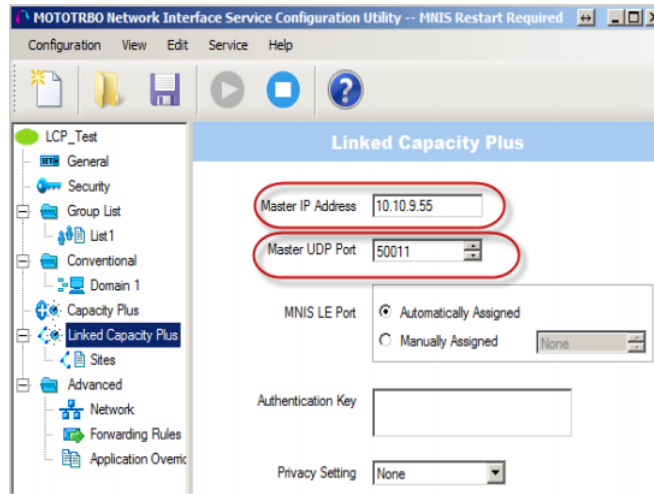 MOTOTRBO Network Interface Service Configuration Utility -- MNIS Restart Required
Configuration View Edit Service Help
LCP_Test
SET
General
Security
Group List
List1
Conventional
Domain 1
Capacity Plus
Linked Capacity Plus
Sites
Advanced
Network
Forwarding Rules
Application Overric
Linked Capacity Plus
Master IP Address 10.10.9.55
Master UDP Port 50011
MNIS LE Port Automatically Assigned
Manually Assigned None
Authentication Key
Privacy Setting None